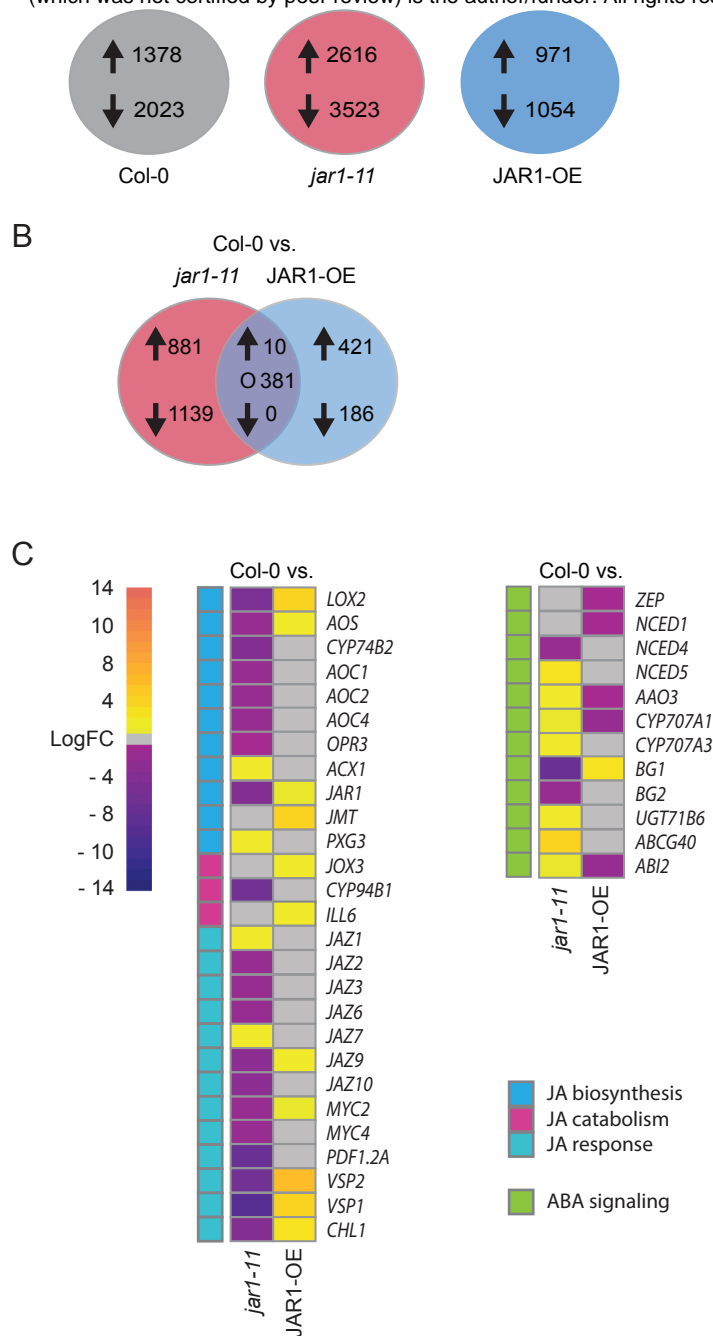 (which was not certified by peer review) is the author/funder. All rights res
1378 2616 971
2023 3523 1054
Col-0 jar1-11 JAR1-OE
B
Col-0 vs.
jar1-11 JAR1-OE
881 10 421
O 381
1139 0 186
C
Col-0 vs.
14
10
8
4
LogFC
- 4
- 8
- 10
- 14
LOX2
AOS
CYP74B2
AOC1
AOC2
AOC4
OPR3
ACX1
JAR1
JMT
PXG3
JOX3
CYP94B1
ILL6
JAZ1
JAZ2
JAZ3
JAZ6
JAZ7
JAZ9
JAZ10
MYC2
MYC4
PDF1.2A
VSP2
VSP1
CHL1
jar1-11
JAR1-OE
Col-0 vs.
ZEP
NCED1
NCED4
NCED5
AAO3
CYP707A1
CYP707A3
BG1
BG2
UGT71B6
ABCG40
ABI2
jar1-11
JAR1-OE
JA biosynthesis
JA catabolism
JA response
ABA signaling